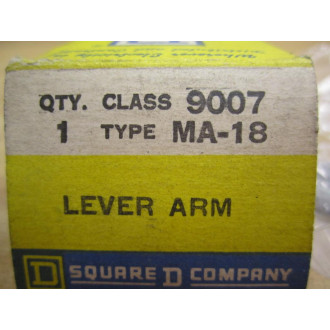 QTY. CLASS 9007
1 TYPE MA-18
LEVER ARM
D SQUARE D COMPANY